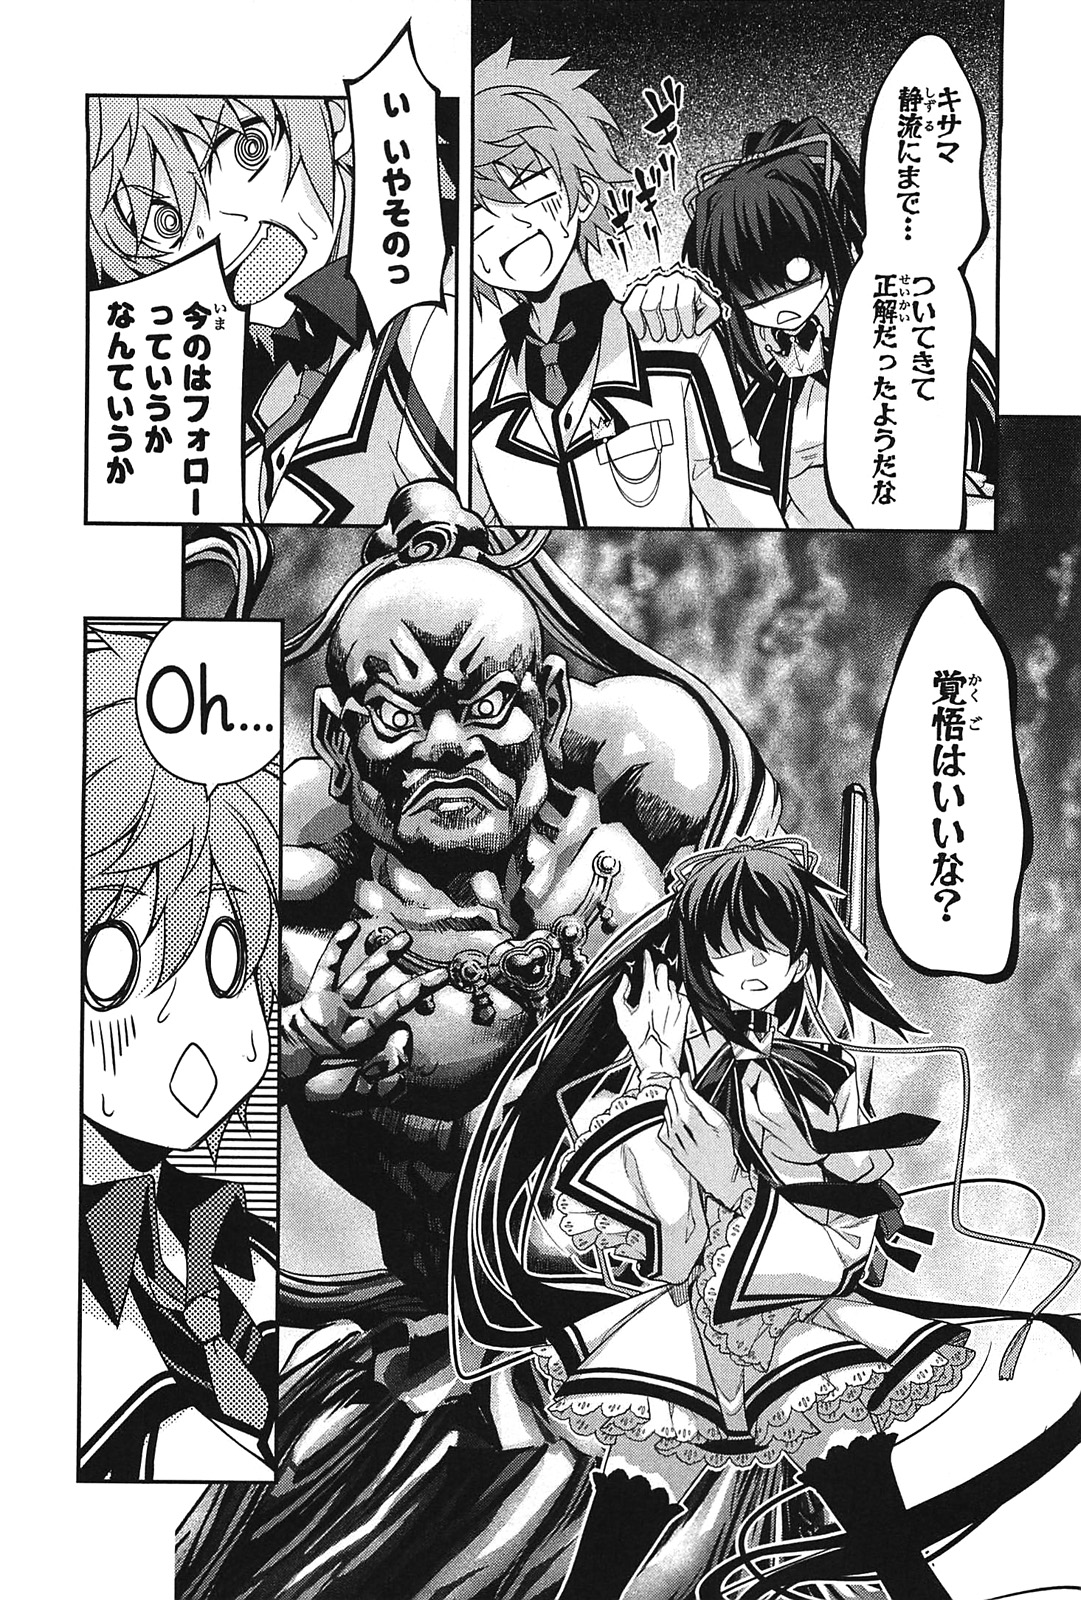 キサマ
静流にまで…
ついてきて
正解だったようだな
い いやそのっ
今のはフォロー
っていうか
なんていうか
覚悟はいいな?
Oh...